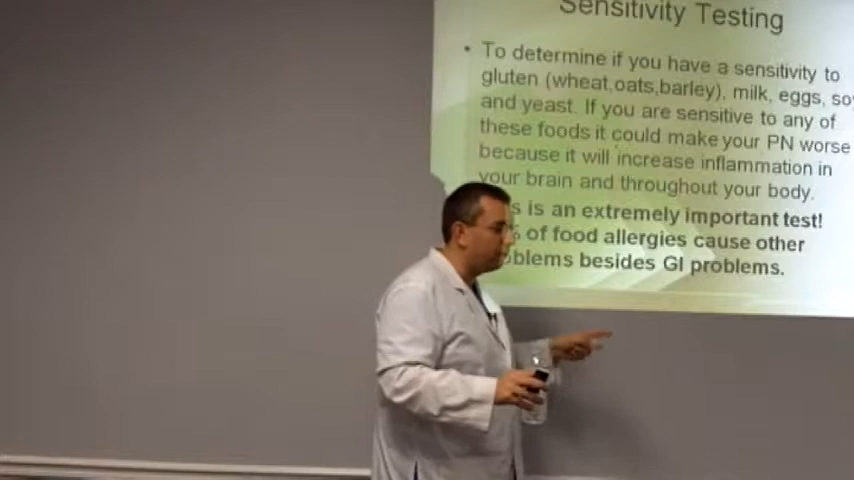 Sensitivity Testing
• To determine if you have a sensitivity to
gluten (wheat,oats,barley), milk, eggs, soy
and yeast. If you are sensitive to any of
these foods it could make your PN worse
because it will increase inflammation in
your brain and throughout your body.
is an extremely important test!
% of food allergies cause other
problems besides GI problems.